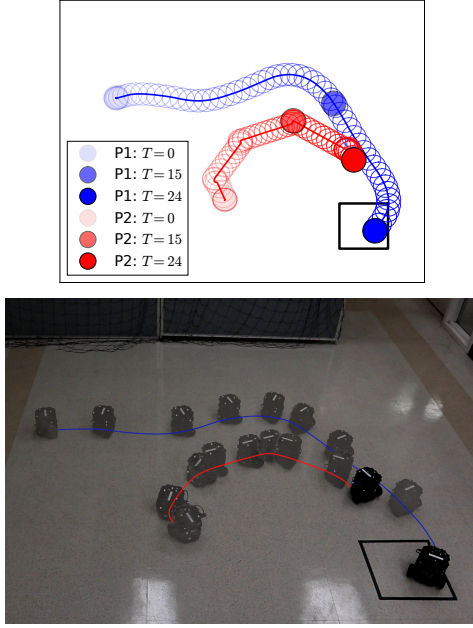 P1: T = 0
P1: T = 15
P1: T = 24
P2: T = 0
P2: T = 15
P2: T = 24